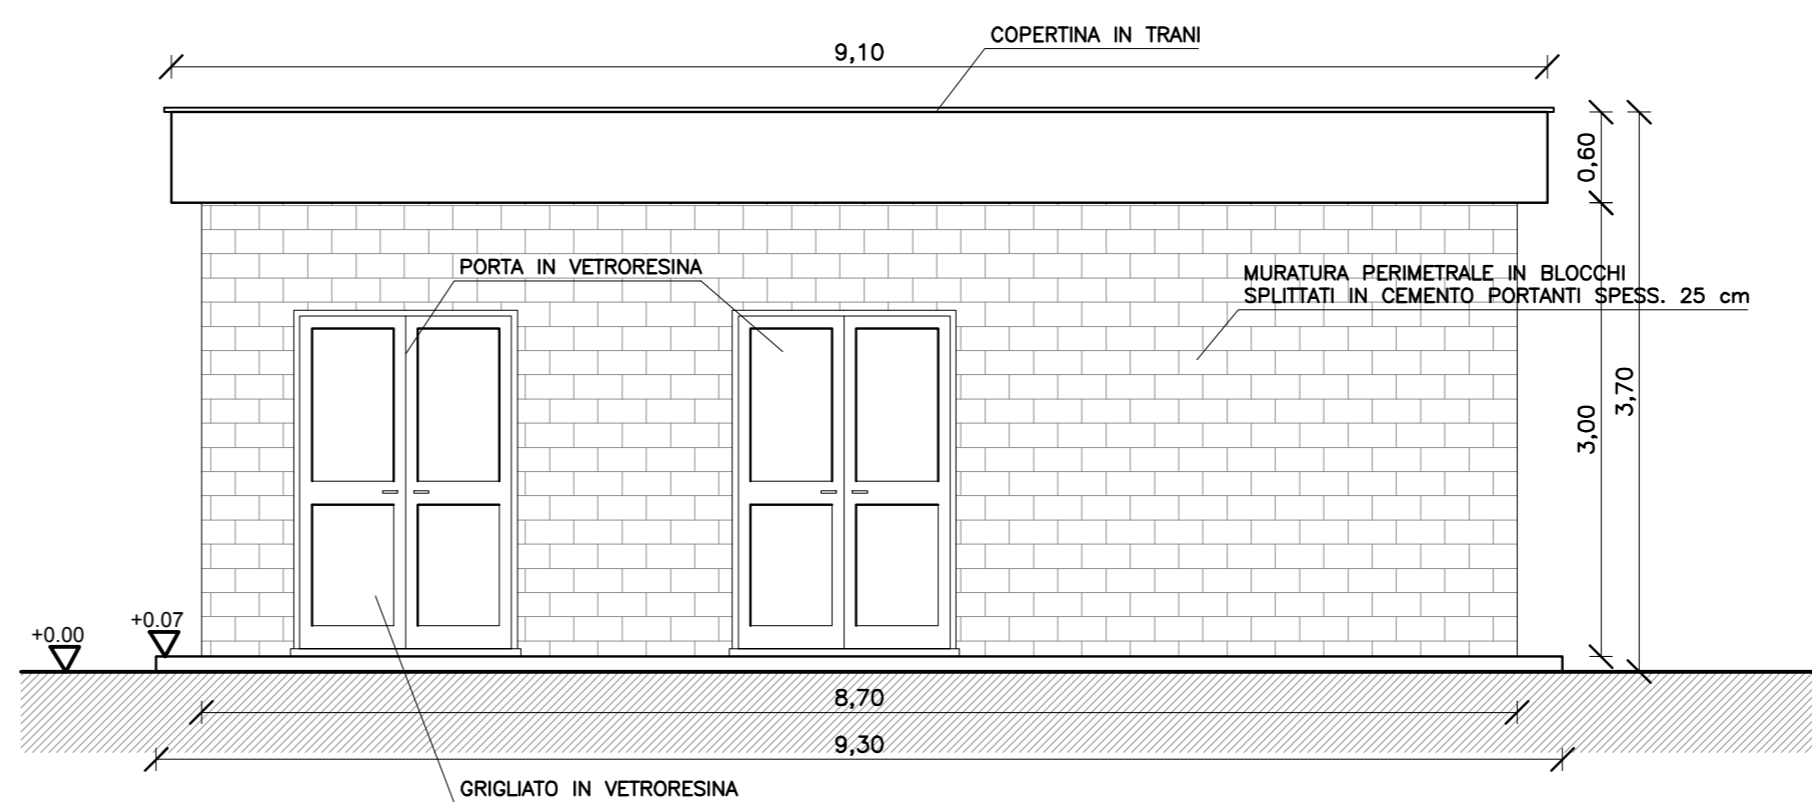 COPERTINA IN TRANI
9,10
0,60
PORTA IN VETRORESINA
MURATURA PERIMETRALE IN BLOCCHI
SPLITTATI IN CEMENTO PORTANTI SPESS. 25 cm
3,70
3,00
+0.07
+0.00
8,70
9,30
GRIGLIATO IN VETRORESINA